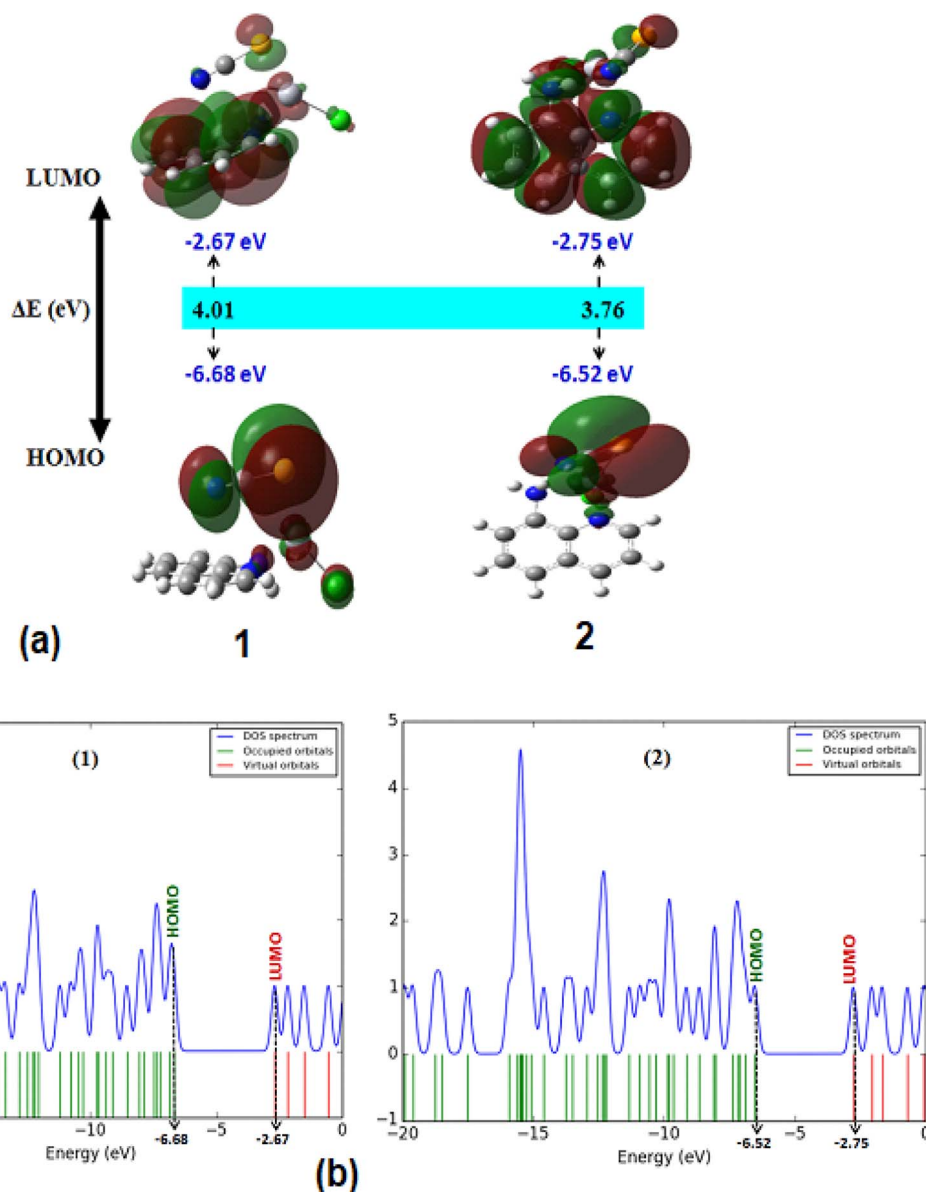 (a)
LUMO
-2.67 eV
-2.75 eV
ΔE (eV)
4.01
3.76
-6.68 eV
-6.52 eV
HOMO
1
2
(1)
DOS spectrum
Occupied orbitals
Virtual orbitals
HOMO
LUMO
-10
-5
0
-6.68
-2.67
Energy (eV)
(2)
DOS spectrum
Occupied orbitals
Virtual orbitals
5
4
3
2
1
0
-1
HOMO
LUMO
-20
-15
-10
-5
0
-6.52
-2.75
Energy (eV)
(b)